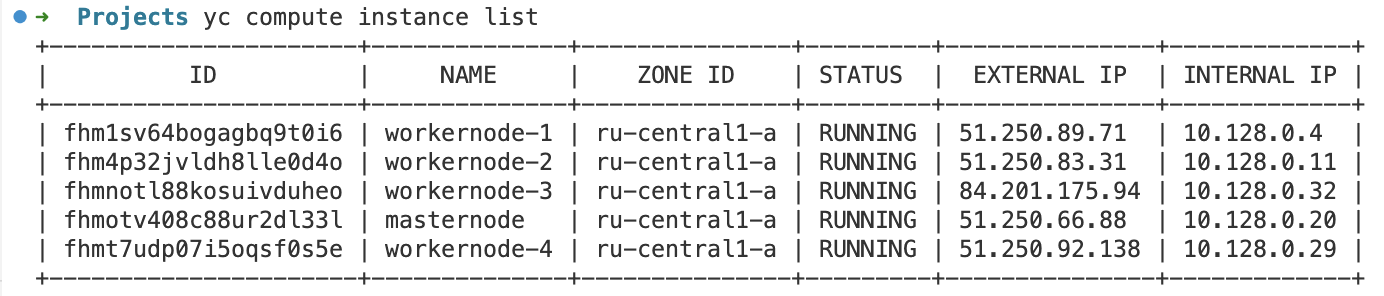 → Projects yc compute instance list
+----------------------+--------------+---------------+---------+---------------+-------------+
| ID | NAME | ZONE ID | STATUS | EXTERNAL IP | INTERNAL IP |
+----------------------+--------------+---------------+---------+---------------+-------------+
| fhm1sv64bogagbq9t0i6 | workernode-1 | ru-central1-a | RUNNING | 51.250.89.71 | 10.128.0.4 |
| fhm4p32jvldh8lle0d4o | workernode-2 | ru-central1-a | RUNNING | 51.250.83.31 | 10.128.0.11 |
| fhmnotl88kosuivduheo | workernode-3 | ru-central1-a | RUNNING | 84.201.175.94 | 10.128.0.32 |
| fhmotv408c88ur2dl33l | masternode | ru-central1-a | RUNNING | 51.250.66.88 | 10.128.0.20 |
| fhmt7udp07i5oqsf0s5e | workernode-4 | ru-central1-a | RUNNING | 51.250.92.138 | 10.128.0.29 |
+----------------------+--------------+---------------+---------+---------------+-------------+